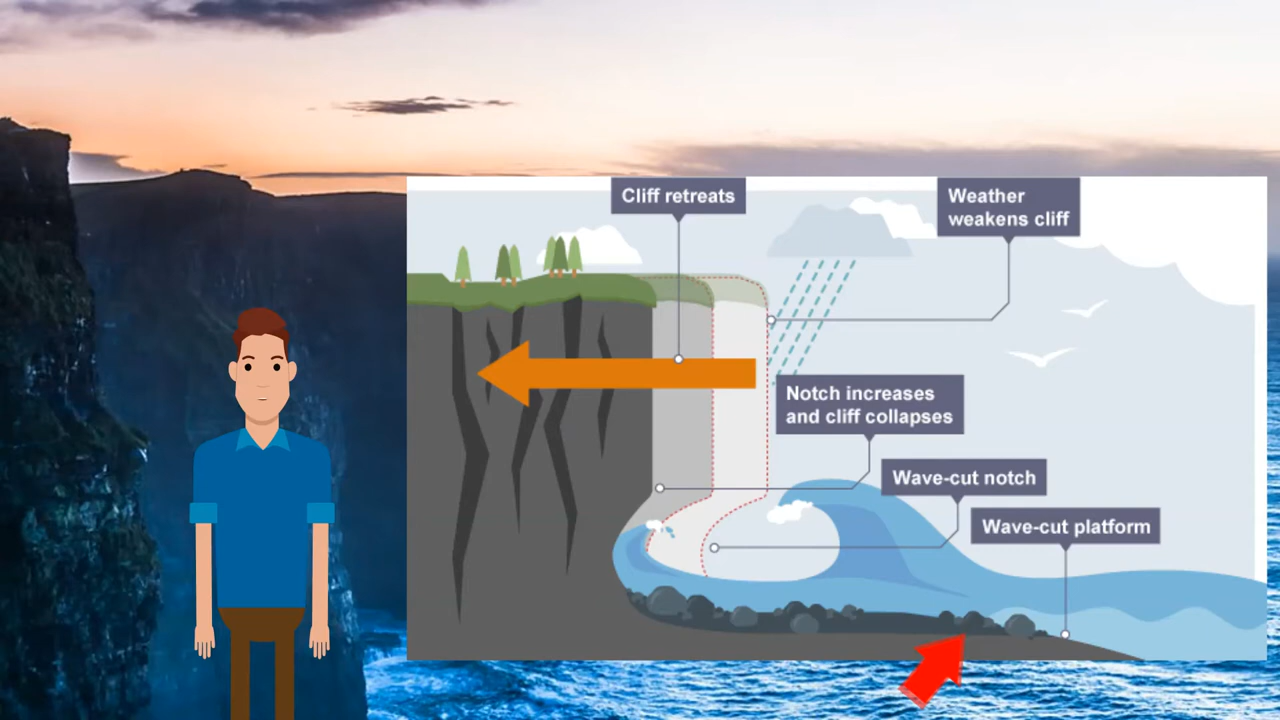 Cliff retreats
Weather
weakens cliff
Notch increases
and cliff collapses
Wave-cut notch
Wave-cut platform